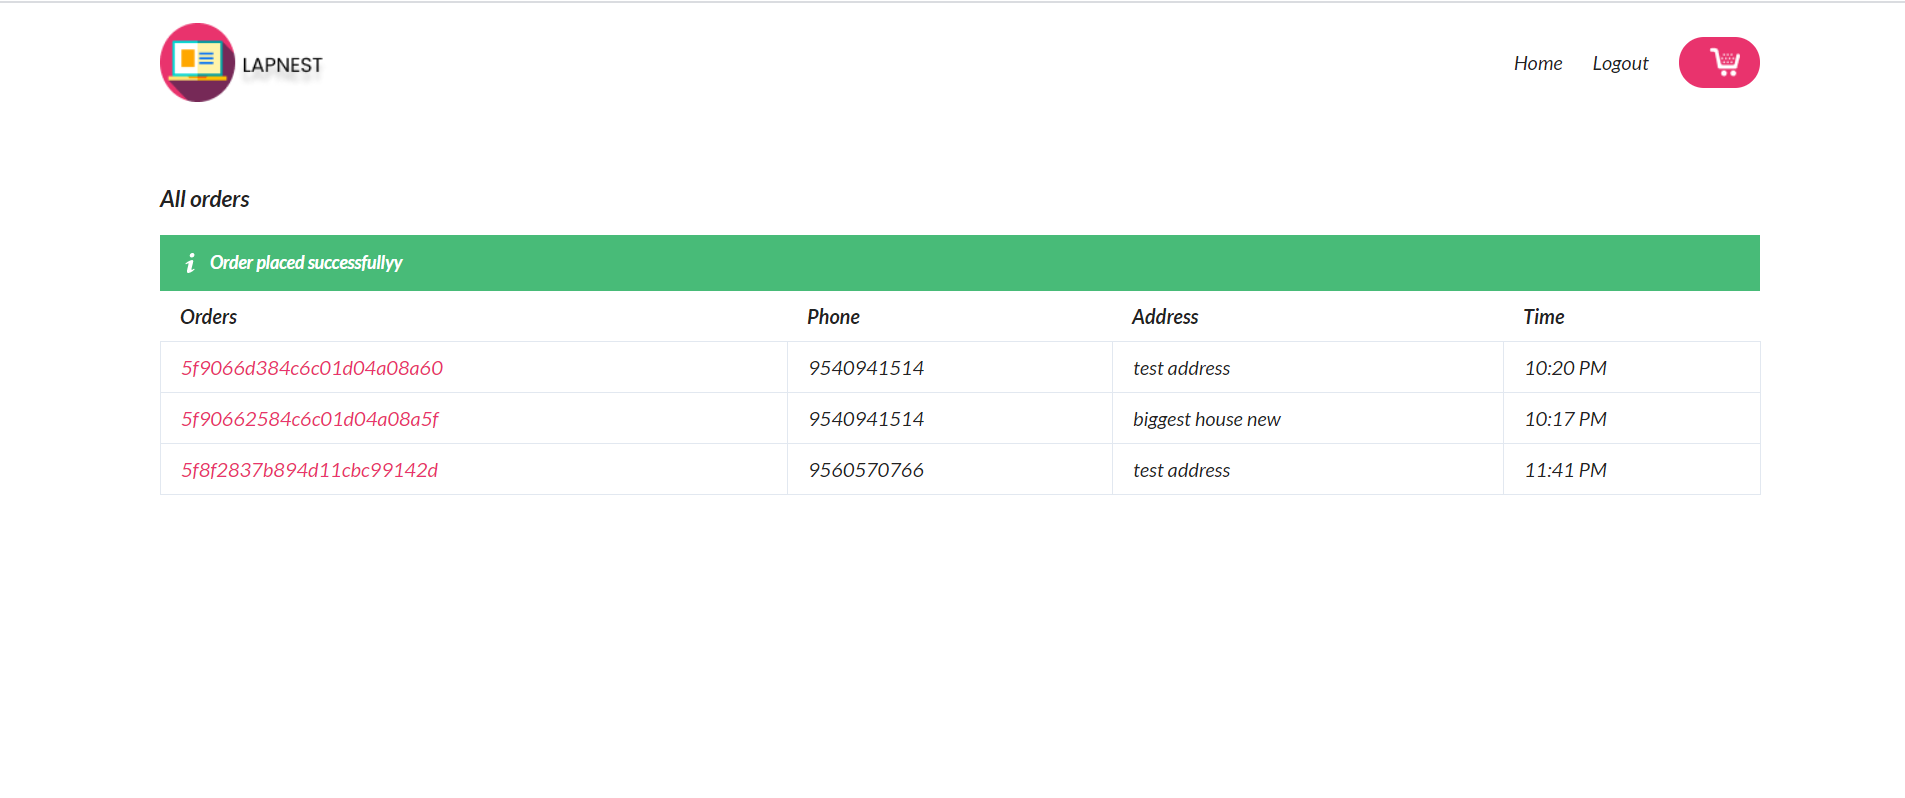 LAPNEST
Home Logout
All orders
Order placed successfullyy
Orders Phone Address Time
5f9066d384c6c01d04a08a60 9540941514 test address 10:20 PM
5f90662584c6c01d04a08a5f 9540941514 biggest house new 10:17 PM
5f8f2837b894d11cbc99142d 9560570766 test address 11:41 PM